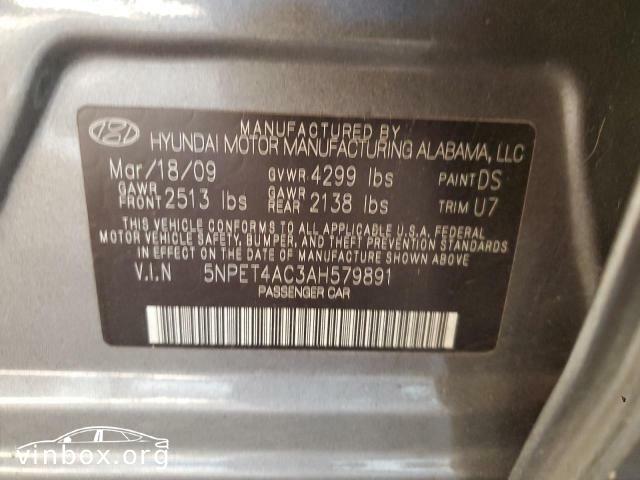 MANUFACTURED BY
HYUNDAI MOTOR MANUFACTURING ALABAMA, LLC
Mar/18/09 GVWR 4299 lbs PAINT DS
GAWR FRONT 2513 lbs GAWR REAR 2138 lbs TRIM U7
THIS VEHICLE CONFORMS TO ALL APPLICABLE U.S.A. FEDERAL
MOTOR VEHICLE SAFETY, BUMPER, AND THEFT PREVENTION STANDARDS
IN EFFECT ON THE DATE OF MANUFACTURE SHOWN ABOVE
V.I.N 5NPET4AC3AH579891
PASSENGER CAR
vinbox.org